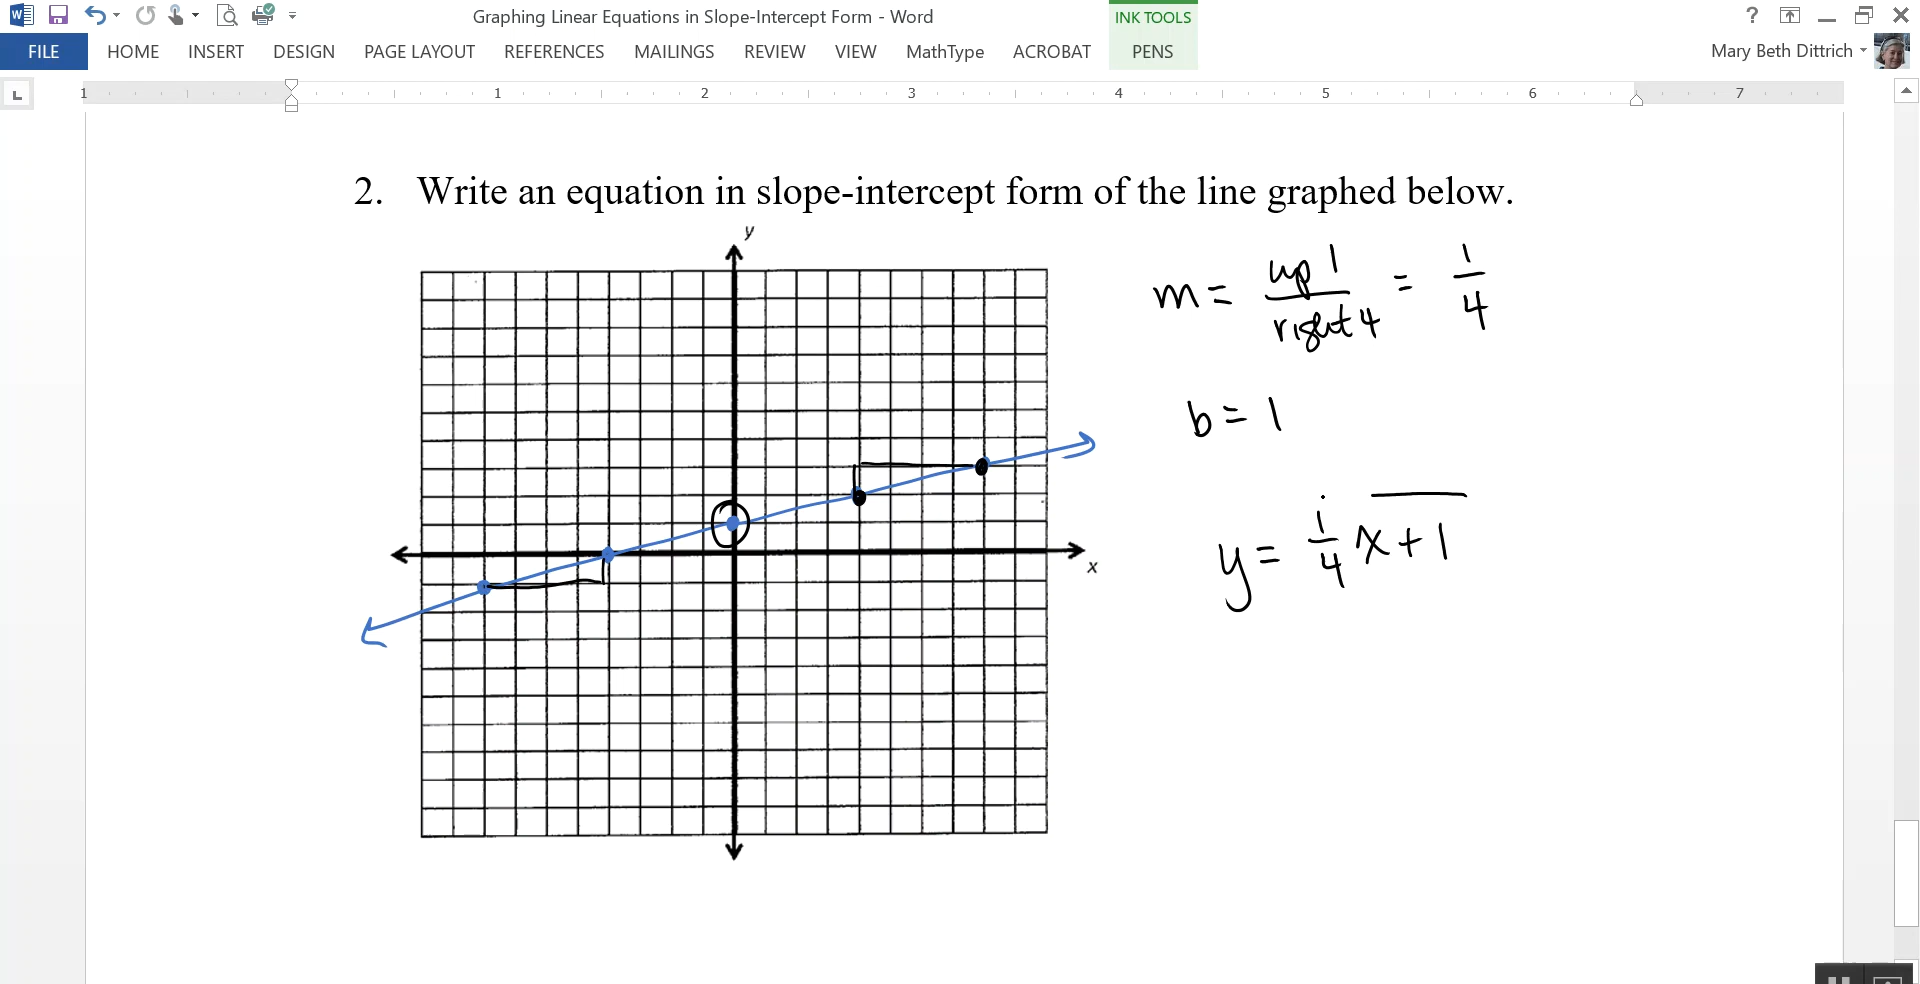 Graphing Linear Equations in Slope-Intercept Form - Word
INK TOOLS
?
FILE HOME INSERT DESIGN PAGE LAYOUT REFERENCES MAILINGS REVIEW VIEW MathType ACROBAT PENS
Mary Beth Dittrich
L
1 1 2 3 4 5 6 7
2. Write an equation in slope-intercept form of the line graphed below.
y
x
m = up 1 / right 4 = 1/4
b = 1
y = 1/4 x + 1